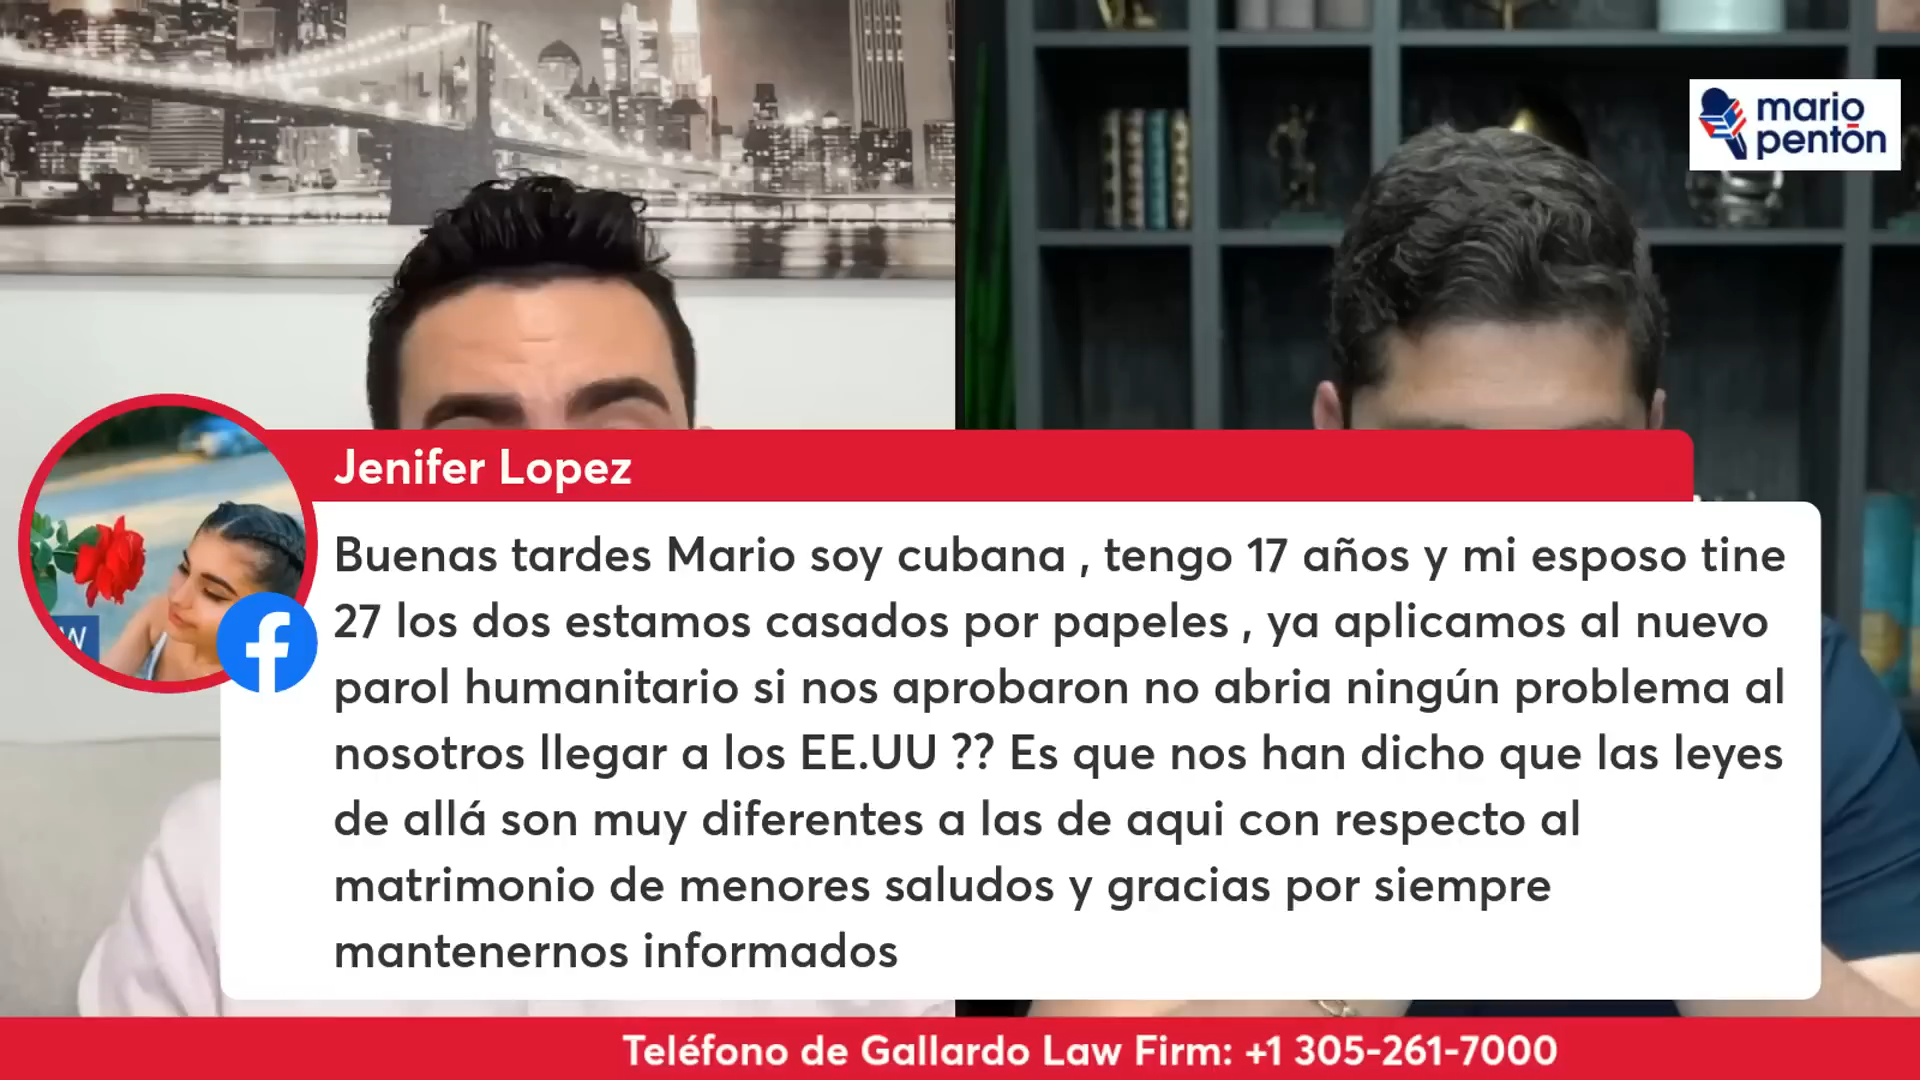 mario
pentón
Jenifer Lopez
Buenas tardes Mario soy cubana , tengo 17 años y mi esposo tine
27 los dos estamos casados por papeles , ya aplicamos al nuevo
parol humanitario si nos aprobaron no abria ningún problema al
nosotros llegar a los EE.UU ?? Es que nos han dicho que las leyes
de allá son muy diferentes a las de aqui con respecto al
matrimonio de menores saludos y gracias por siempre
mantenernos informados
W
Teléfono de Gallardo Law Firm: +1 305-261-7000